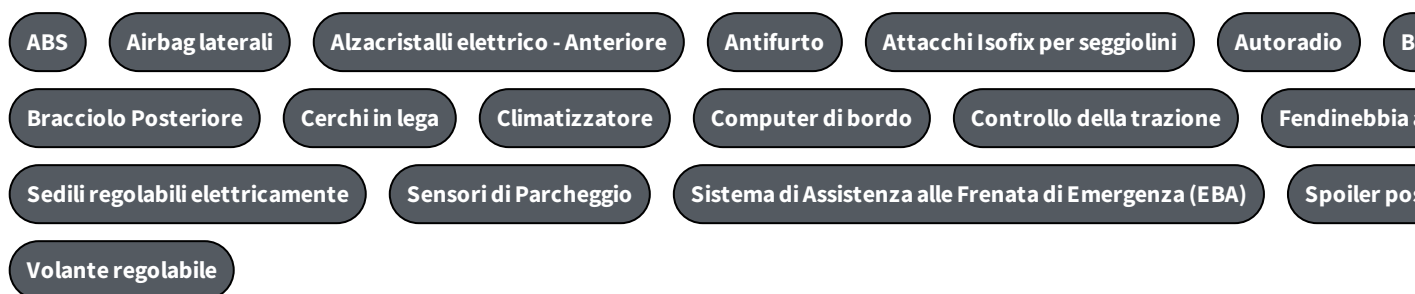 ABS Airbag laterali Alzacristalli elettrico - Anteriore Antifurto Attacchi Isofix per seggiolini Autoradio
Bracciolo Posteriore Cerchi in lega Climatizzatore Computer di bordo Controllo della trazione Fendinebbia
Sedili regolabili elettricamente Sensori di Parcheggio Sistema di Assistenza alle Frenata di Emergenza (EBA) Spoiler
Volante regolabile